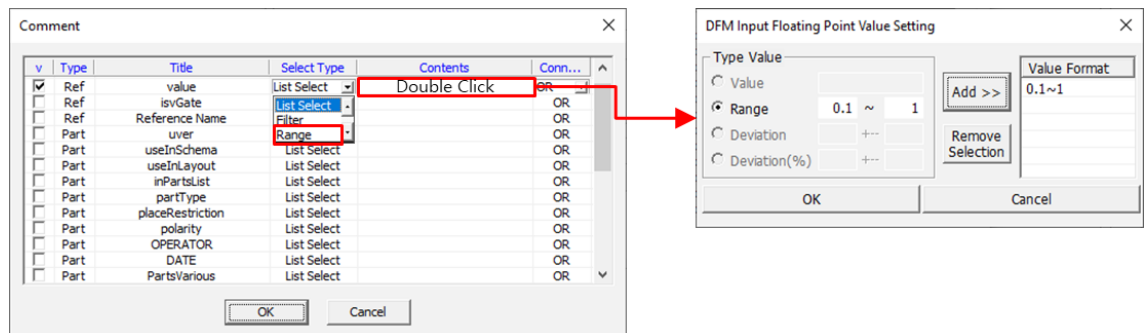 Comment
v Type Title Select Type Contents Conn...
Ref value List Select Double Click OR
Ref isvGate List Select OR
Ref Reference Name Filter OR
Part uver Range OR
Part useInSchema List Select OR
Part useInLayout List Select OR
Part inPartsList List Select OR
Part partType List Select OR
Part placeRestriction List Select OR
Part polarity List Select OR
Part OPERATOR List Select OR
Part DATE List Select OR
Part PartsVarious List Select OR
OK Cancel
DFM Input Floating Point Value Setting
Type Value
Value
Range 0.1 ~ 1
Deviation +--
Deviation(%) +--
Add >>
Remove
Selection
Value Format
0.1~1
OK Cancel